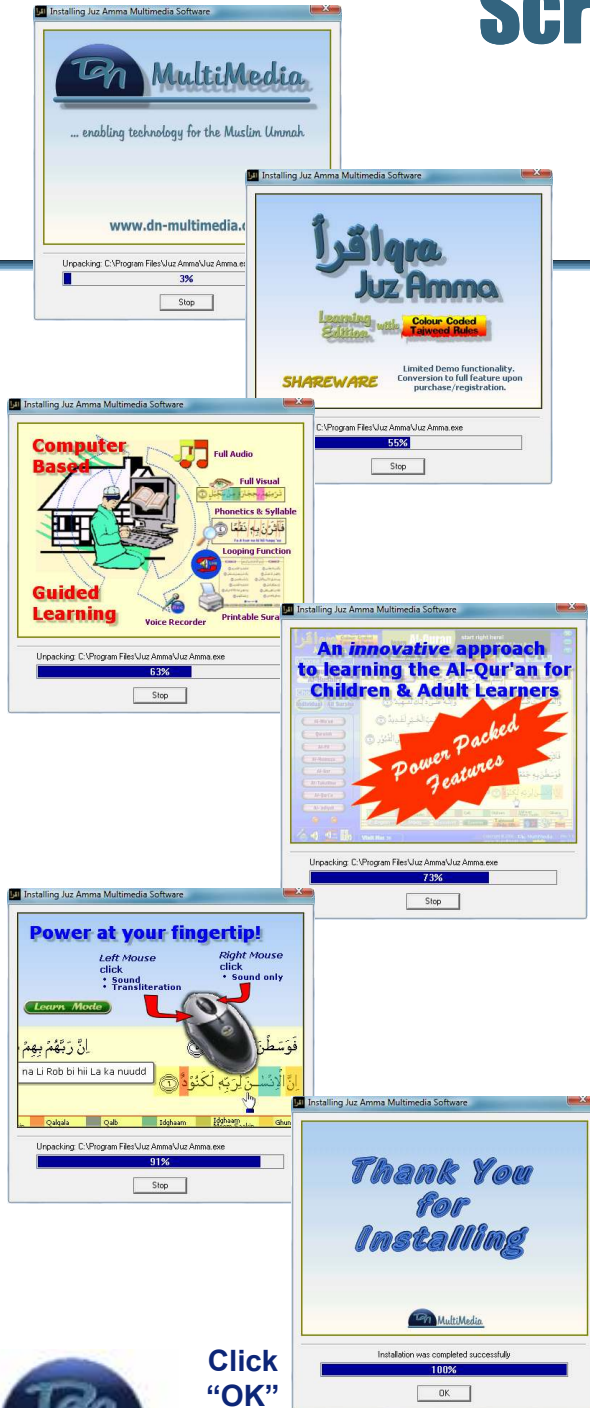 Scr
Installing Juz Amma Multimedia Software
Dn MultiMedia
... enabling technology for the Muslim Ummah
www.dn-multimedia.c
Unpacking: C:\Program Files\Juz Amma\Juz Amma.e
3%
Stop
Installing Juz Amma Multimedia Software
اقرأ Iqra
Juz Amma
Learning Edition with Colour Coded Tajweed Rules
SHAREWARE
Limited Demo functionality.
Conversion to full feature upon
purchase/registration.
C:\Program Files\Juz Amma\Juz Amma.exe
55%
Stop
Installing Juz Amma Multimedia Software
Computer
Based
Full Audio
Full Visual
Phonetics & Syllable
فَأَثَرْنَ بِهِ نَقْعًا
Looping Function
Guided
Learning
Voice Recorder
Printable Sura
Unpacking: C:\Program Files\Juz Amma\Juz Amma.exe
63%
Stop
Installing Juz Amma Multimedia Software
An innovative approach
to learning the Al-Qur'an for
Children & Adult Learners
Power Packed
Features
Unpacking: C:\Program Files\Juz Amma\Juz Amma.exe
73%
Stop
Installing Juz Amma Multimedia Software
Power at your fingertip!
Left Mouse
click
• Sound
• Transliteration
Right Mouse
click
• Sound only
Learn Mode
فَوَسَطْنَ
إِنَّ رَبَّهُمْ بِهِمْ
na Li Rob bi hii La ka nuudd
إِنَّ الْإِنْسٰنَ لِرَبِّهٖ لَكَنُوْدٌ ٦
Qalqala Qalb Idghaam Idghaam Ghun
Unpacking: C:\Program Files\Juz Amma\Juz Amma.exe
91%
Stop
Installing Juz Amma Multimedia Software
Thank You
for
Installing
Dn MultiMedia
Installation was completed successfully
100%
OK
Click
“OK”